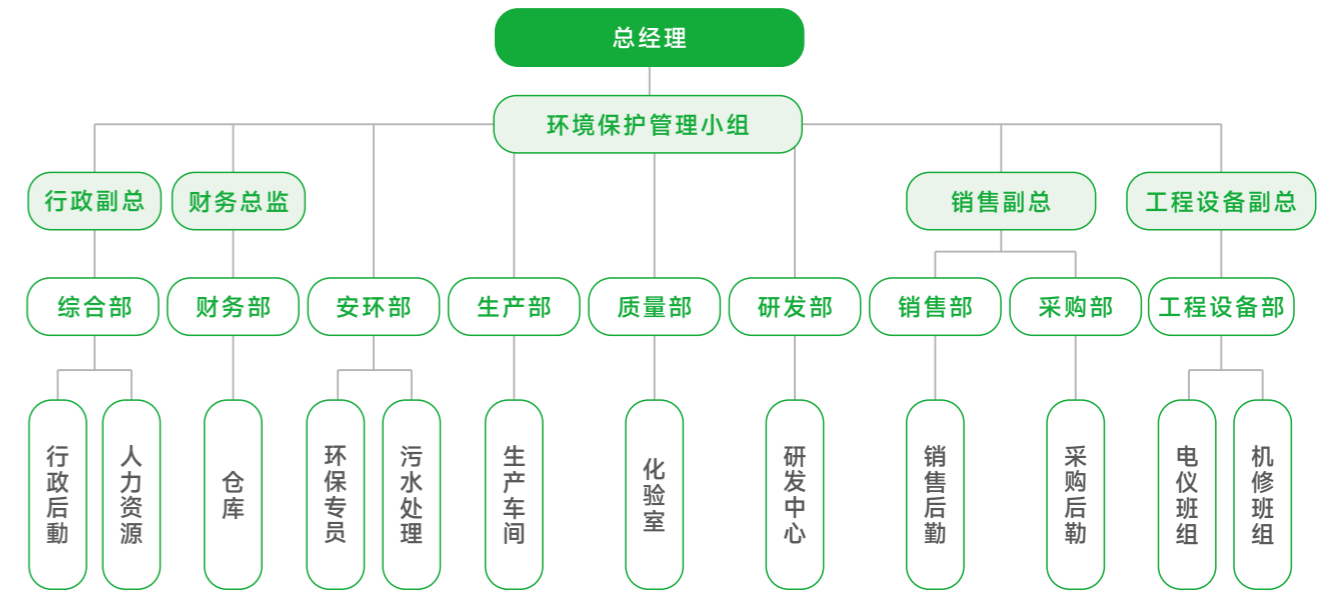 总经理
环境保护管理小组
行政副总
财务总监
销售副总
工程设备副总
综合部
财务部
安环部
生产部
质量部
研发部
销售部
采购部
工程设备部
行政后動
人力资源
仓库
环保专员
污水处理
生产车间
化验室
研发中心
销售后勤
采购后勒
电仪班组
机修班组